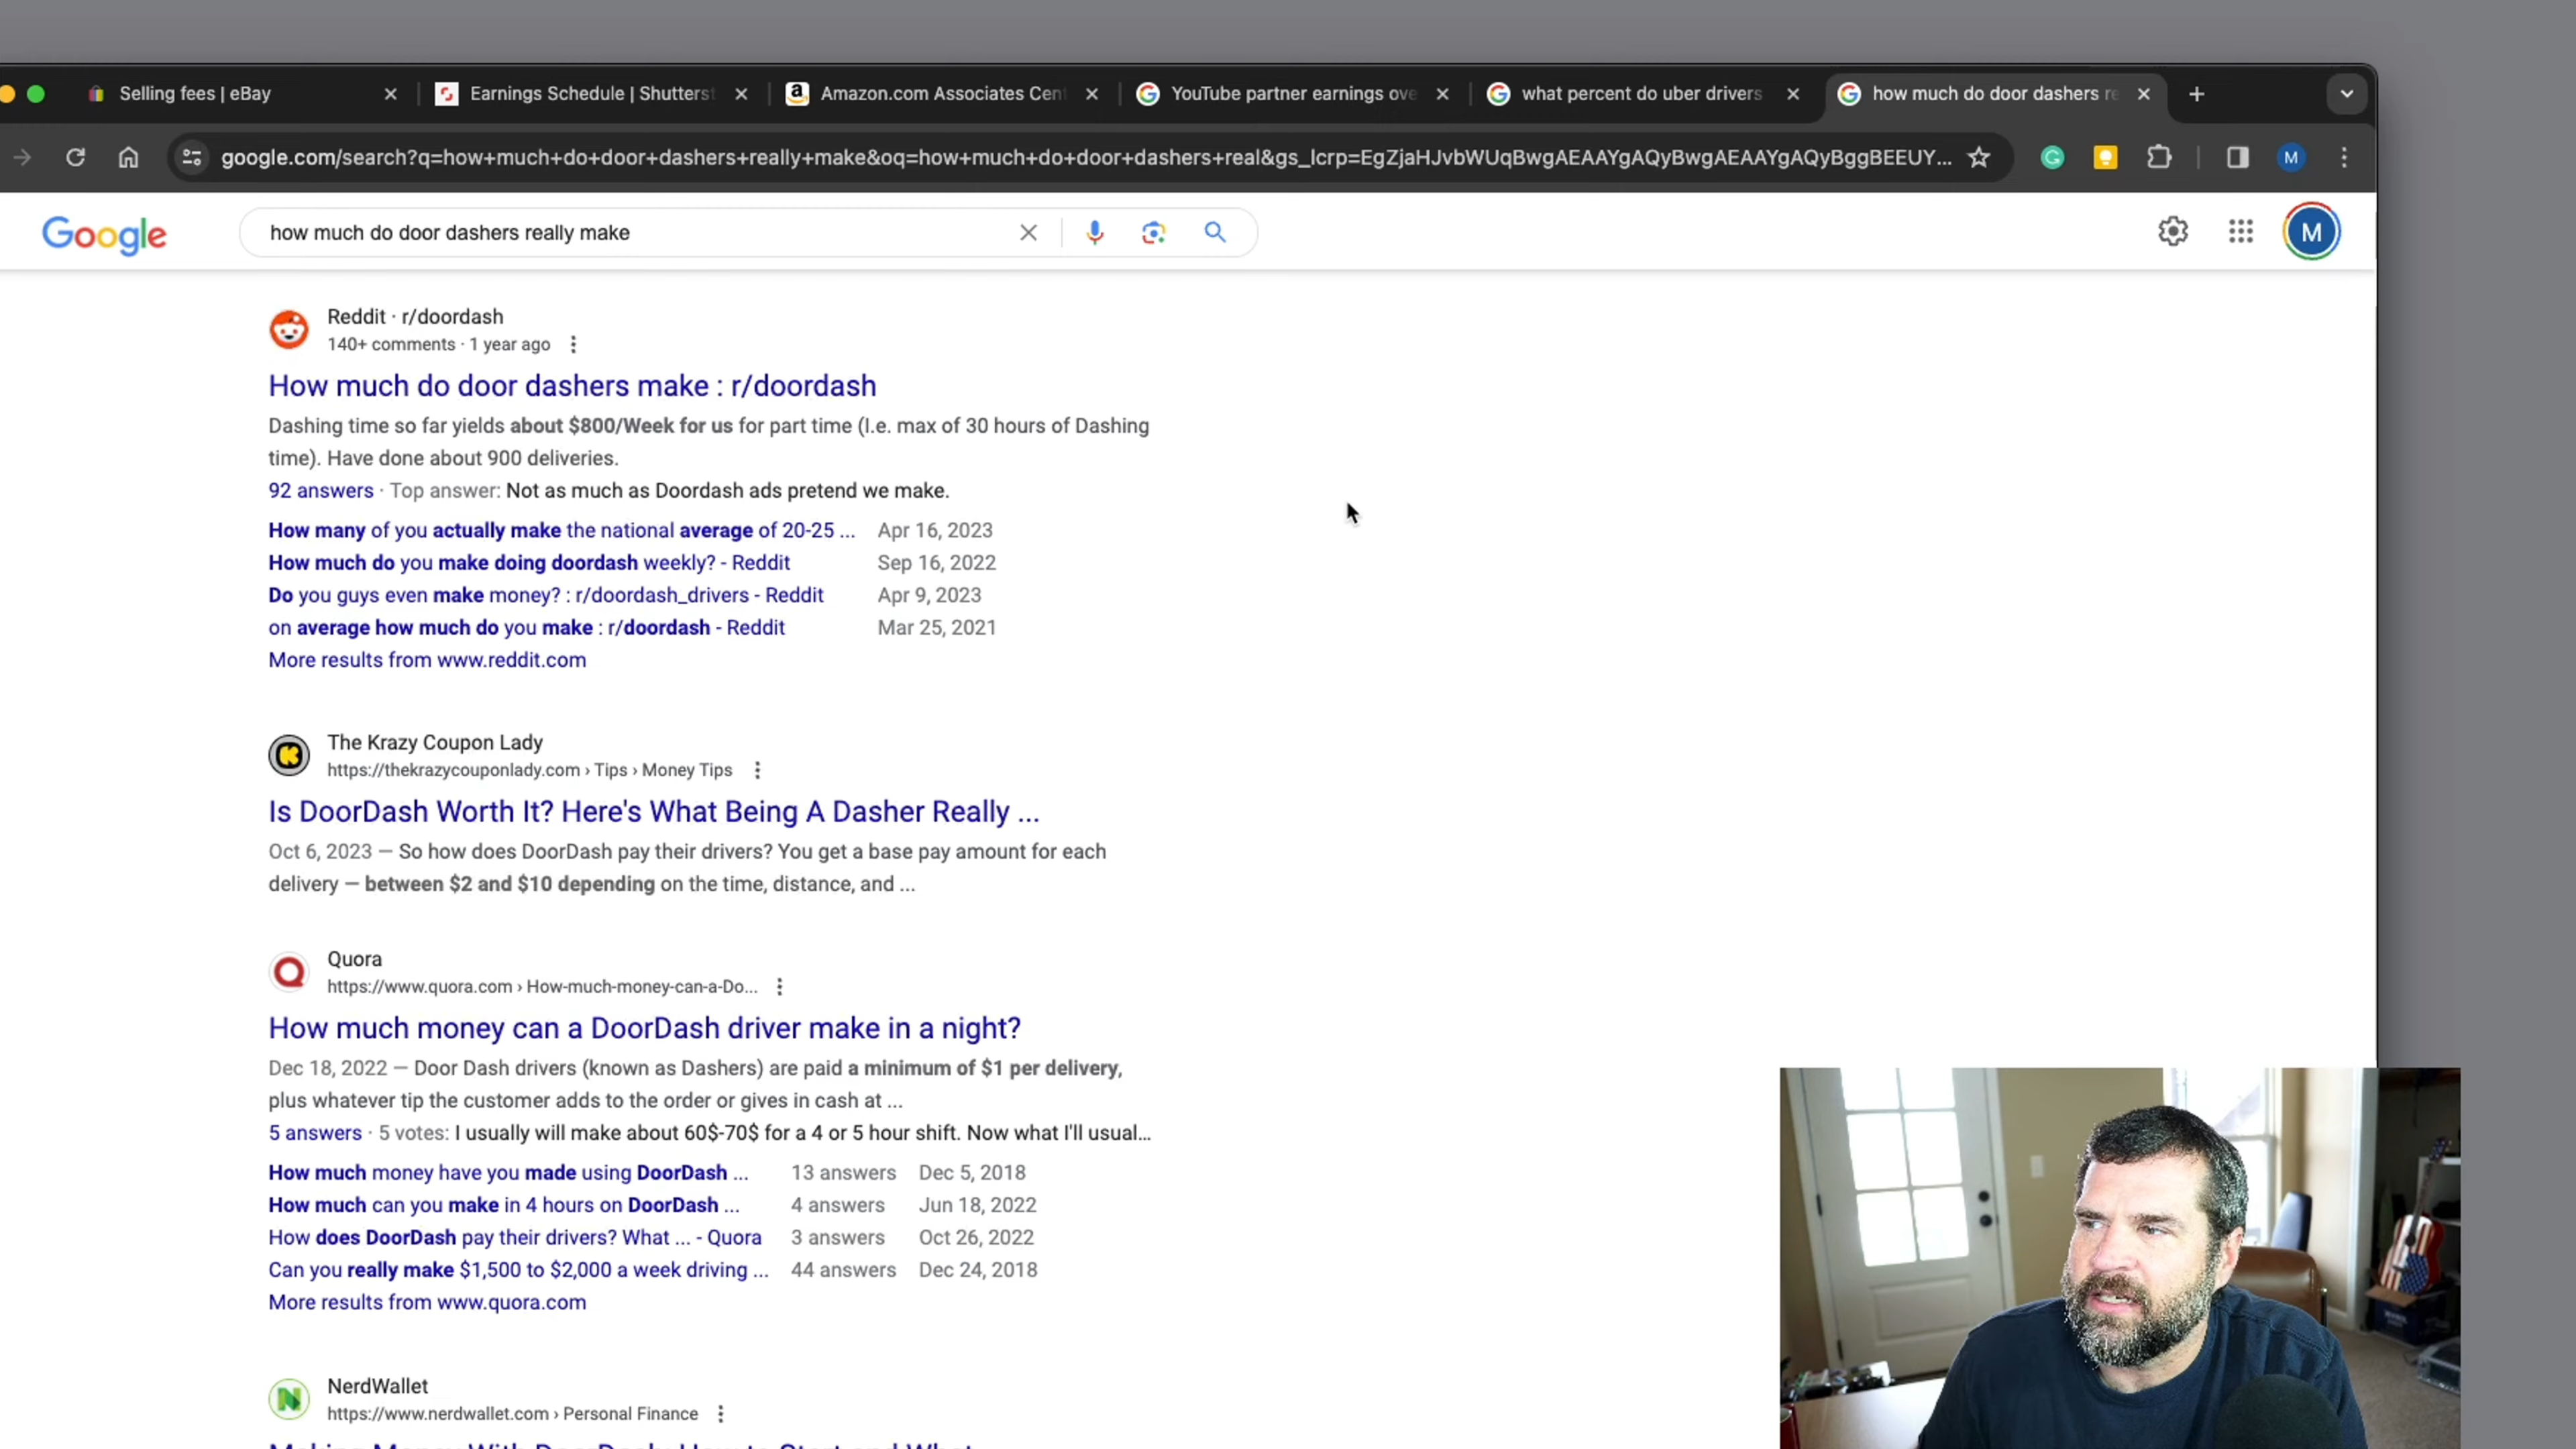 Selling fees | eBay
Earnings Schedule | Shutterst
Amazon.com Associates Cen
YouTube partner earnings ove
what percent do uber drivers
how much do door dashers re
google.com/search?q=how+much+do+door+dashers+really+make&oq=how+much+do+door+dashers+real&gs_lcrp=EgZjaHJvbWUqBwgAEAAYgAQyBwgAEAAYgAQyBggBEEUY...
M
Google
how much do door dashers really make
M
Reddit · r/doordash
140+ comments · 1 year ago
How much do door dashers make : r/doordash
Dashing time so far yields about $800/Week for us for part time (I.e. max of 30 hours of Dashing
time). Have done about 900 deliveries.
92 answers · Top answer: Not as much as Doordash ads pretend we make.
How many of you actually make the national average of 20-25 ... Apr 16, 2023
How much do you make doing doordash weekly? - Reddit Sep 16, 2022
Do you guys even make money? : r/doordash_drivers - Reddit Apr 9, 2023
on average how much do you make : r/doordash - Reddit Mar 25, 2021
More results from www.reddit.com
The Krazy Coupon Lady
https://thekrazycouponlady.com › Tips › Money Tips
Is DoorDash Worth It? Here's What Being A Dasher Really ...
Oct 6, 2023 — So how does DoorDash pay their drivers? You get a base pay amount for each
delivery — between $2 and $10 depending on the time, distance, and ...
Quora
https://www.quora.com › How-much-money-can-a-Do...
How much money can a DoorDash driver make in a night?
Dec 18, 2022 — Door Dash drivers (known as Dashers) are paid a minimum of $1 per delivery,
plus whatever tip the customer adds to the order or gives in cash at ...
5 answers · 5 votes: I usually will make about 60$-70$ for a 4 or 5 hour shift. Now what I'll usual...
How much money have you made using DoorDash ... 13 answers Dec 5, 2018
How much can you make in 4 hours on DoorDash ... 4 answers Jun 18, 2022
How does DoorDash pay their drivers? What ... - Quora 3 answers Oct 26, 2022
Can you really make $1,500 to $2,000 a week driving ... 44 answers Dec 24, 2018
More results from www.quora.com
NerdWallet
https://www.nerdwallet.com › Personal Finance
Making Money With DoorDash: How to Start and What